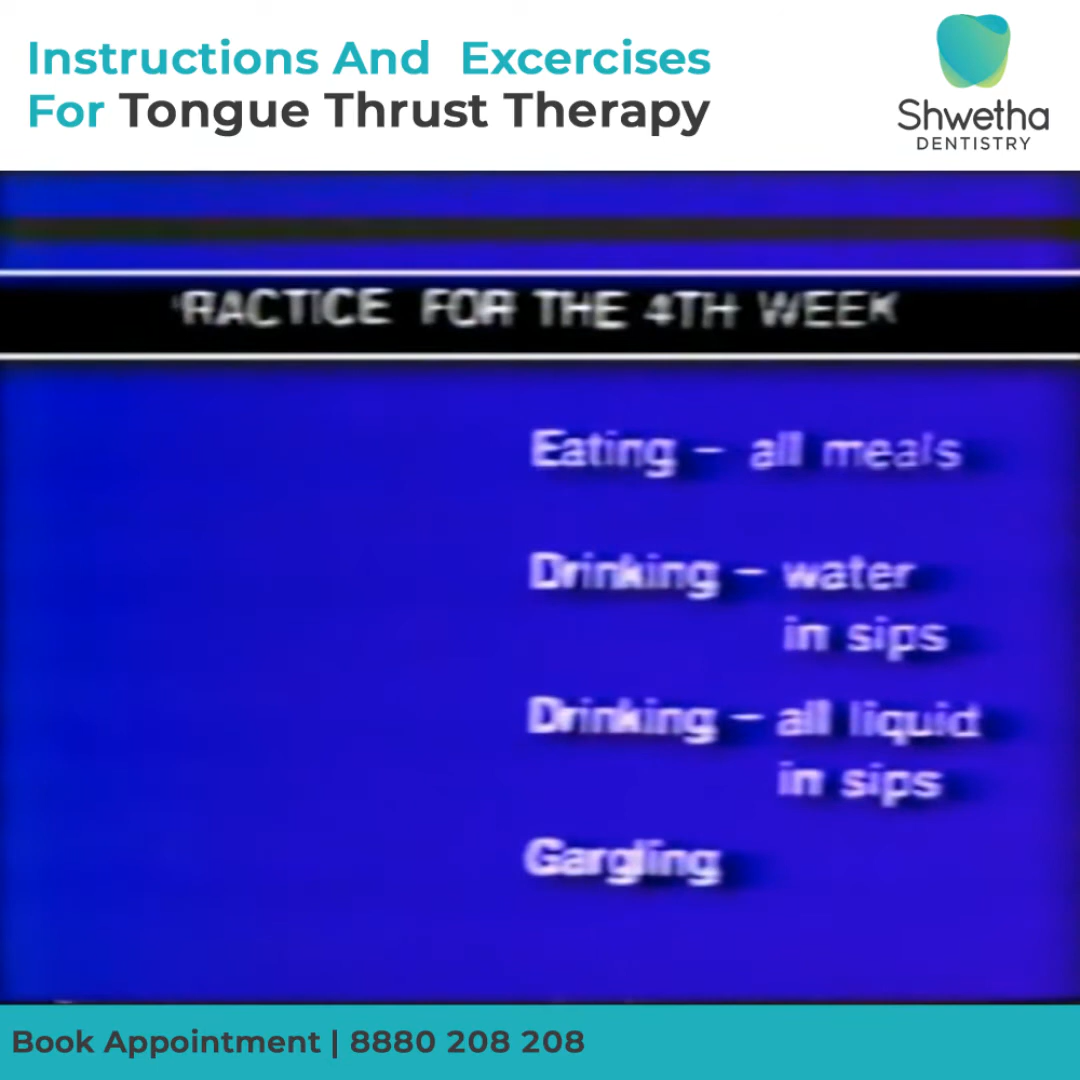 Instructions And Excercises
For Tongue Thrust Therapy
Shwetha
DENTISTRY
'RACTICE FOR THE 4TH WEEK
Eating - all meals
Drinking - water
in sips
Drinking - all liquid
in sips
Gargling
Book Appointment | 8880 208 208